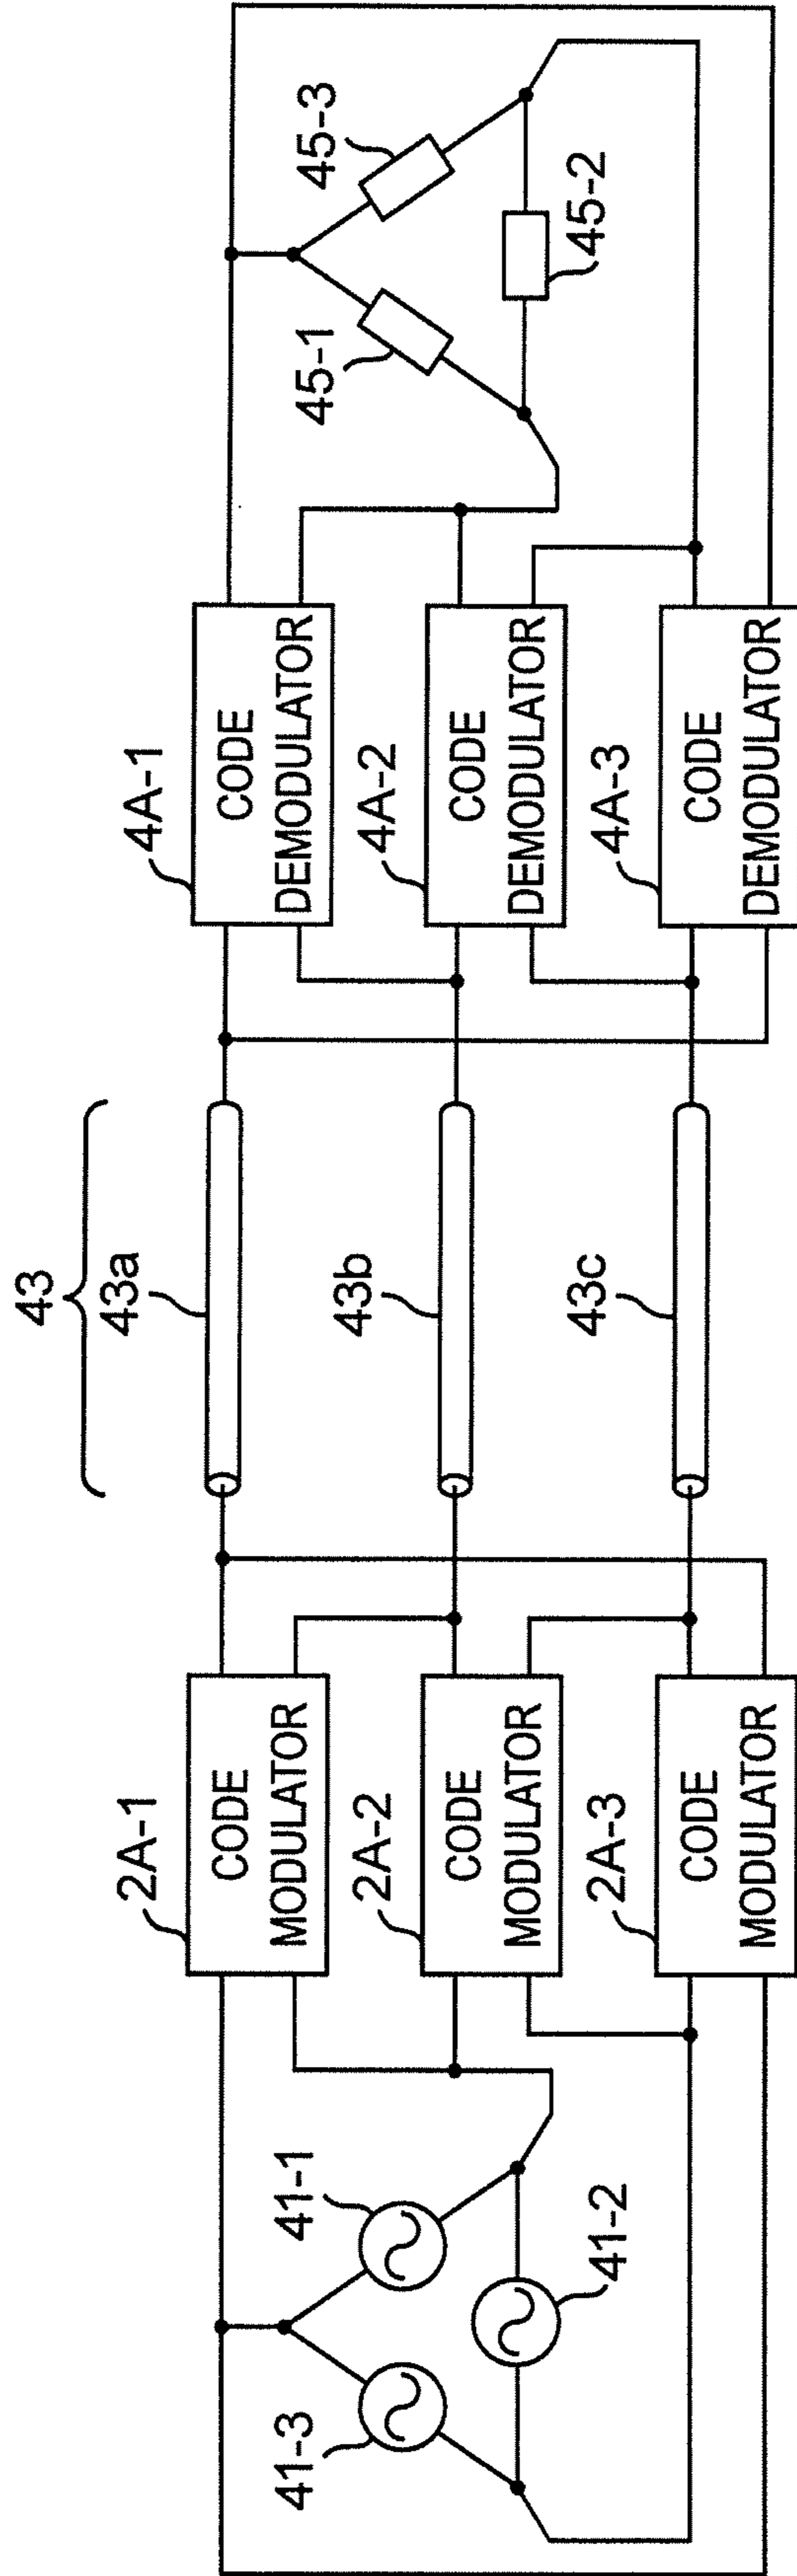 43
43a
43b
43c
41-3
41-1
41-2
2A-1
CODE
MODULATOR
2A-2
CODE
MODULATOR
2A-3
CODE
MODULATOR
4A-1
CODE
DEMODULATOR
4A-2
CODE
DEMODULATOR
4A-3
CODE
DEMODULATOR
45-1
45-3
45-2